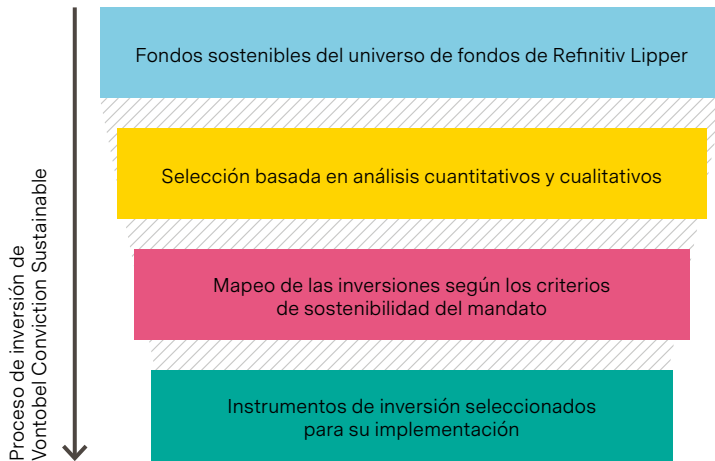 Proceso de inversión de
Vontobel Conviction Sustainable
Fondos sostenibles del universo de fondos de Refinitiv Lipper
Selección basada en análisis cuantitativos y cualitativos
Mapeo de las inversiones según los criterios
de sostenibilidad del mandato
Instrumentos de inversión seleccionados
para su implementación